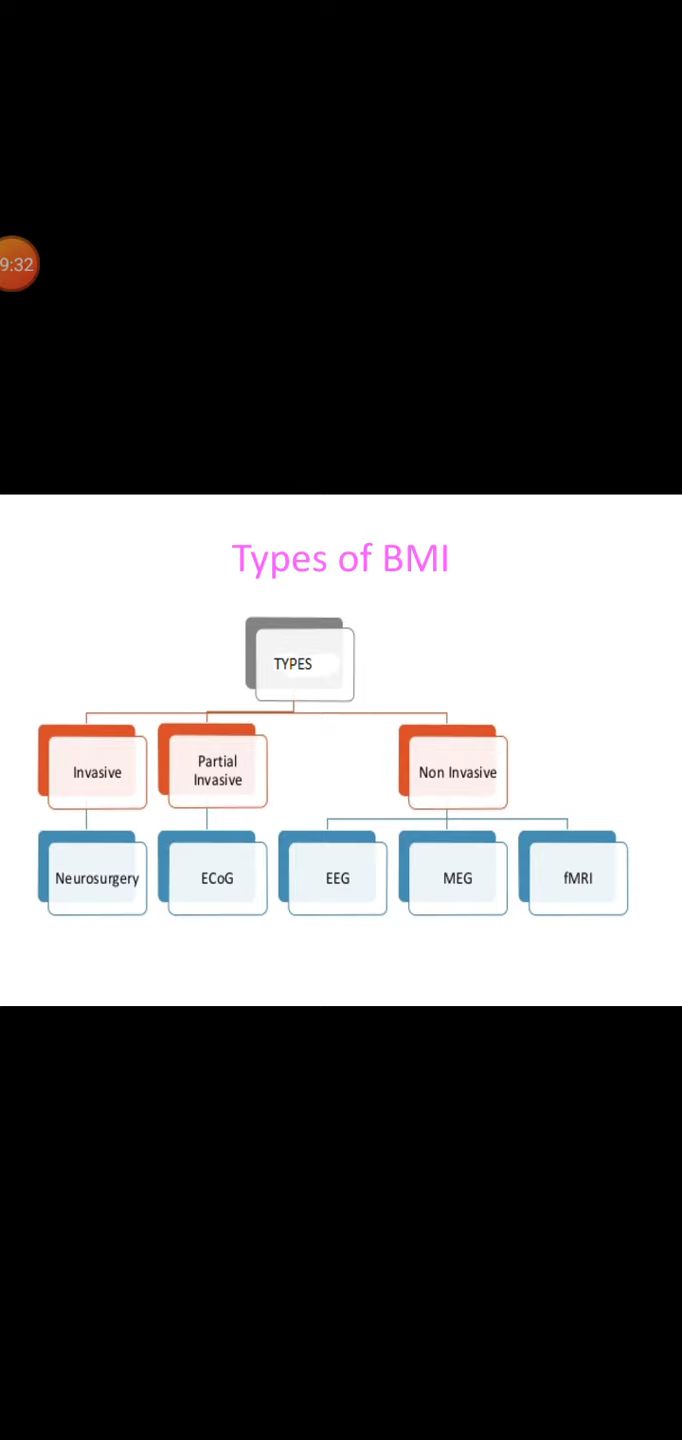 9:32
Types of BMI
TYPES
Invasive
Partial
Invasive
Non Invasive
Neurosurgery
ECoG
EEG
MEG
fMRI